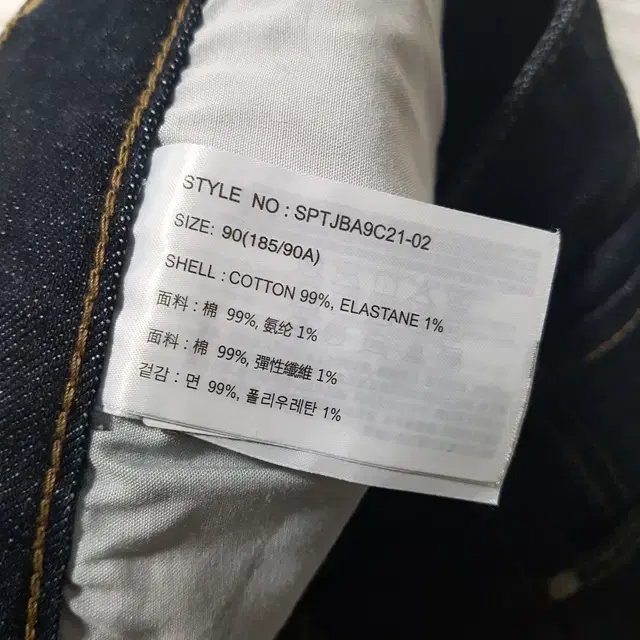 STYLE NO : SPTJBA9C21-02
SIZE: 90(185/90A)
SHELL : COTTON 99%, ELASTANE 1%
面料 : 棉 99%, 氨纶 1%
面料 : 棉 99%, 彈性纖維 1%
겉감 : 면 99%, 폴리우레탄 1%